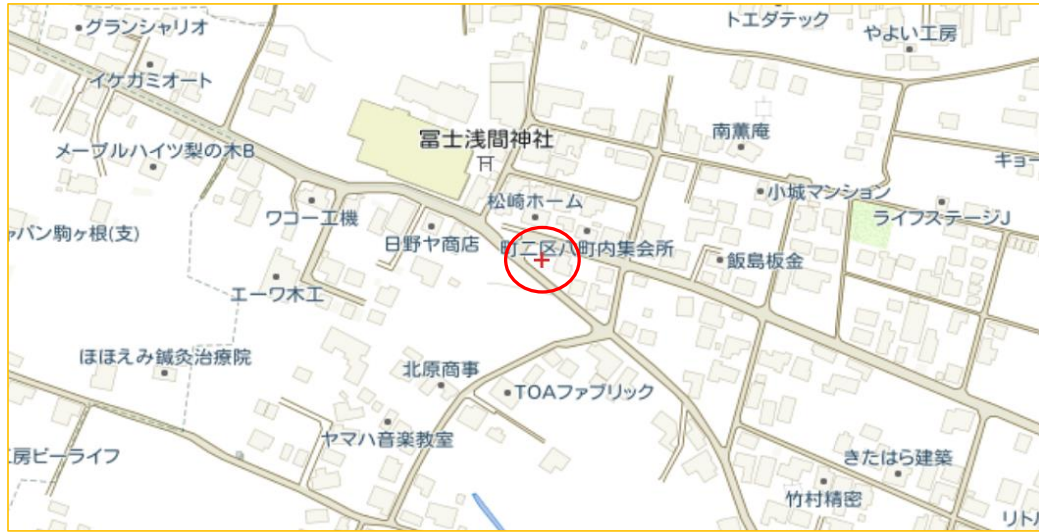 グランシャリオ
トエダテック
やよい工房
イケガミオート
冨士浅間神社
南薫庵
メープルハイツ梨の木B
キョー
小城マンション
松崎ホーム
ワコー工機
ライフステージJ
ャパン駒ヶ根(支)
日野ヤ商店
町二区八町内集会所
飯島板金
エーワ木工
ほほえみ鍼灸治療院
北原商事
TOAファブリック
ヤマハ音楽教室
房ビーライフ
きたはら建築
竹村精密
リトル